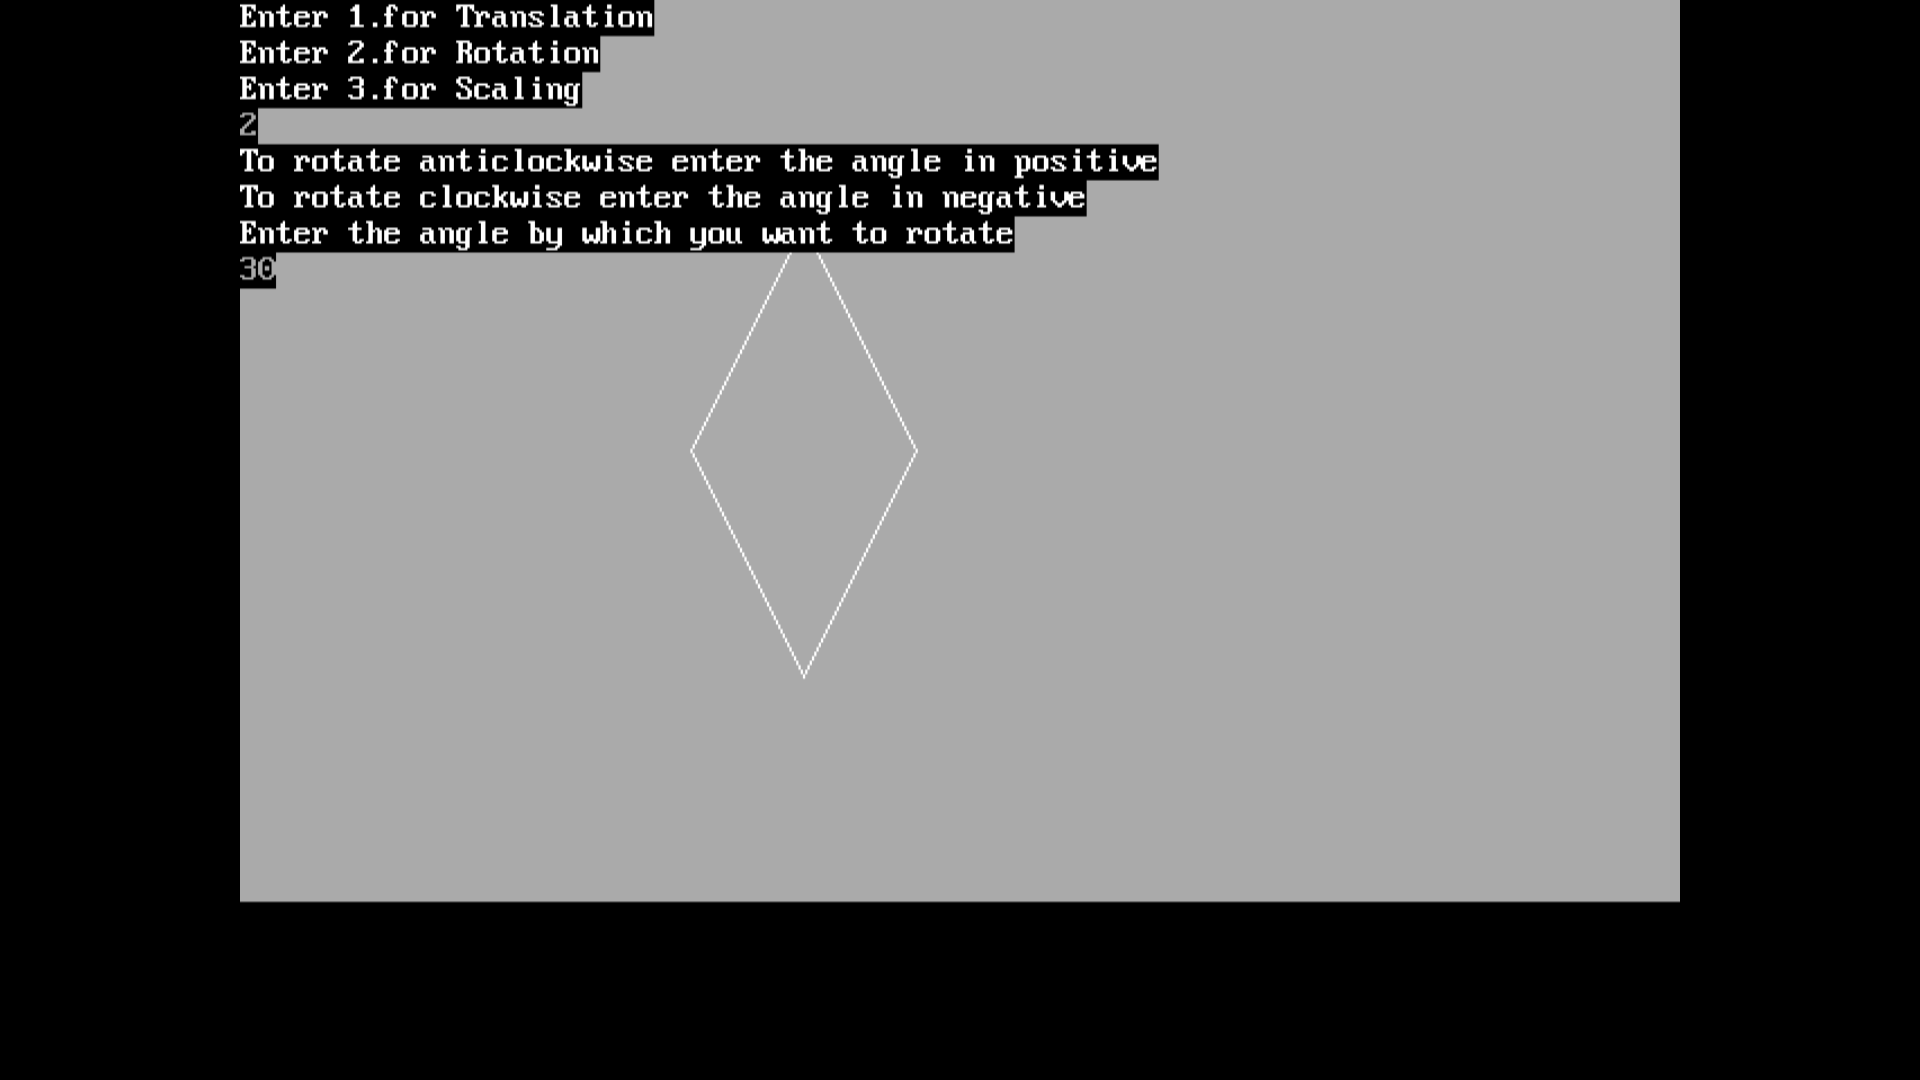 Enter 1.for Translation
Enter 2.for Rotation
Enter 3.for Scaling
2
To rotate anticlockwise enter the angle in positive
To rotate clockwise enter the angle in negative
Enter the angle by which you want to rotate
30